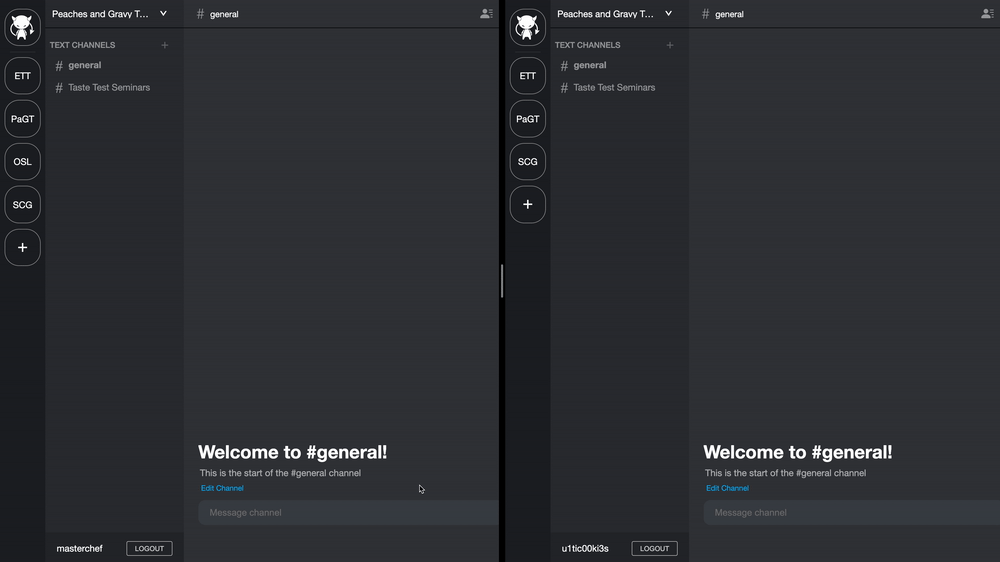 Peaches and Gravy T...
# general
TEXT CHANNELS +
# general
# Taste Test Seminars
ETT
PaGT
OSL
SCG
+
Welcome to #general!
This is the start of the #general channel
Edit Channel
Message channel
masterchef
LOGOUT
Peaches and Gravy T...
# general
TEXT CHANNELS +
# general
# Taste Test Seminars
ETT
PaGT
SCG
+
Welcome to #general!
This is the start of the #general channel
Edit Channel
Message channel
u1tic00ki3s
LOGOUT